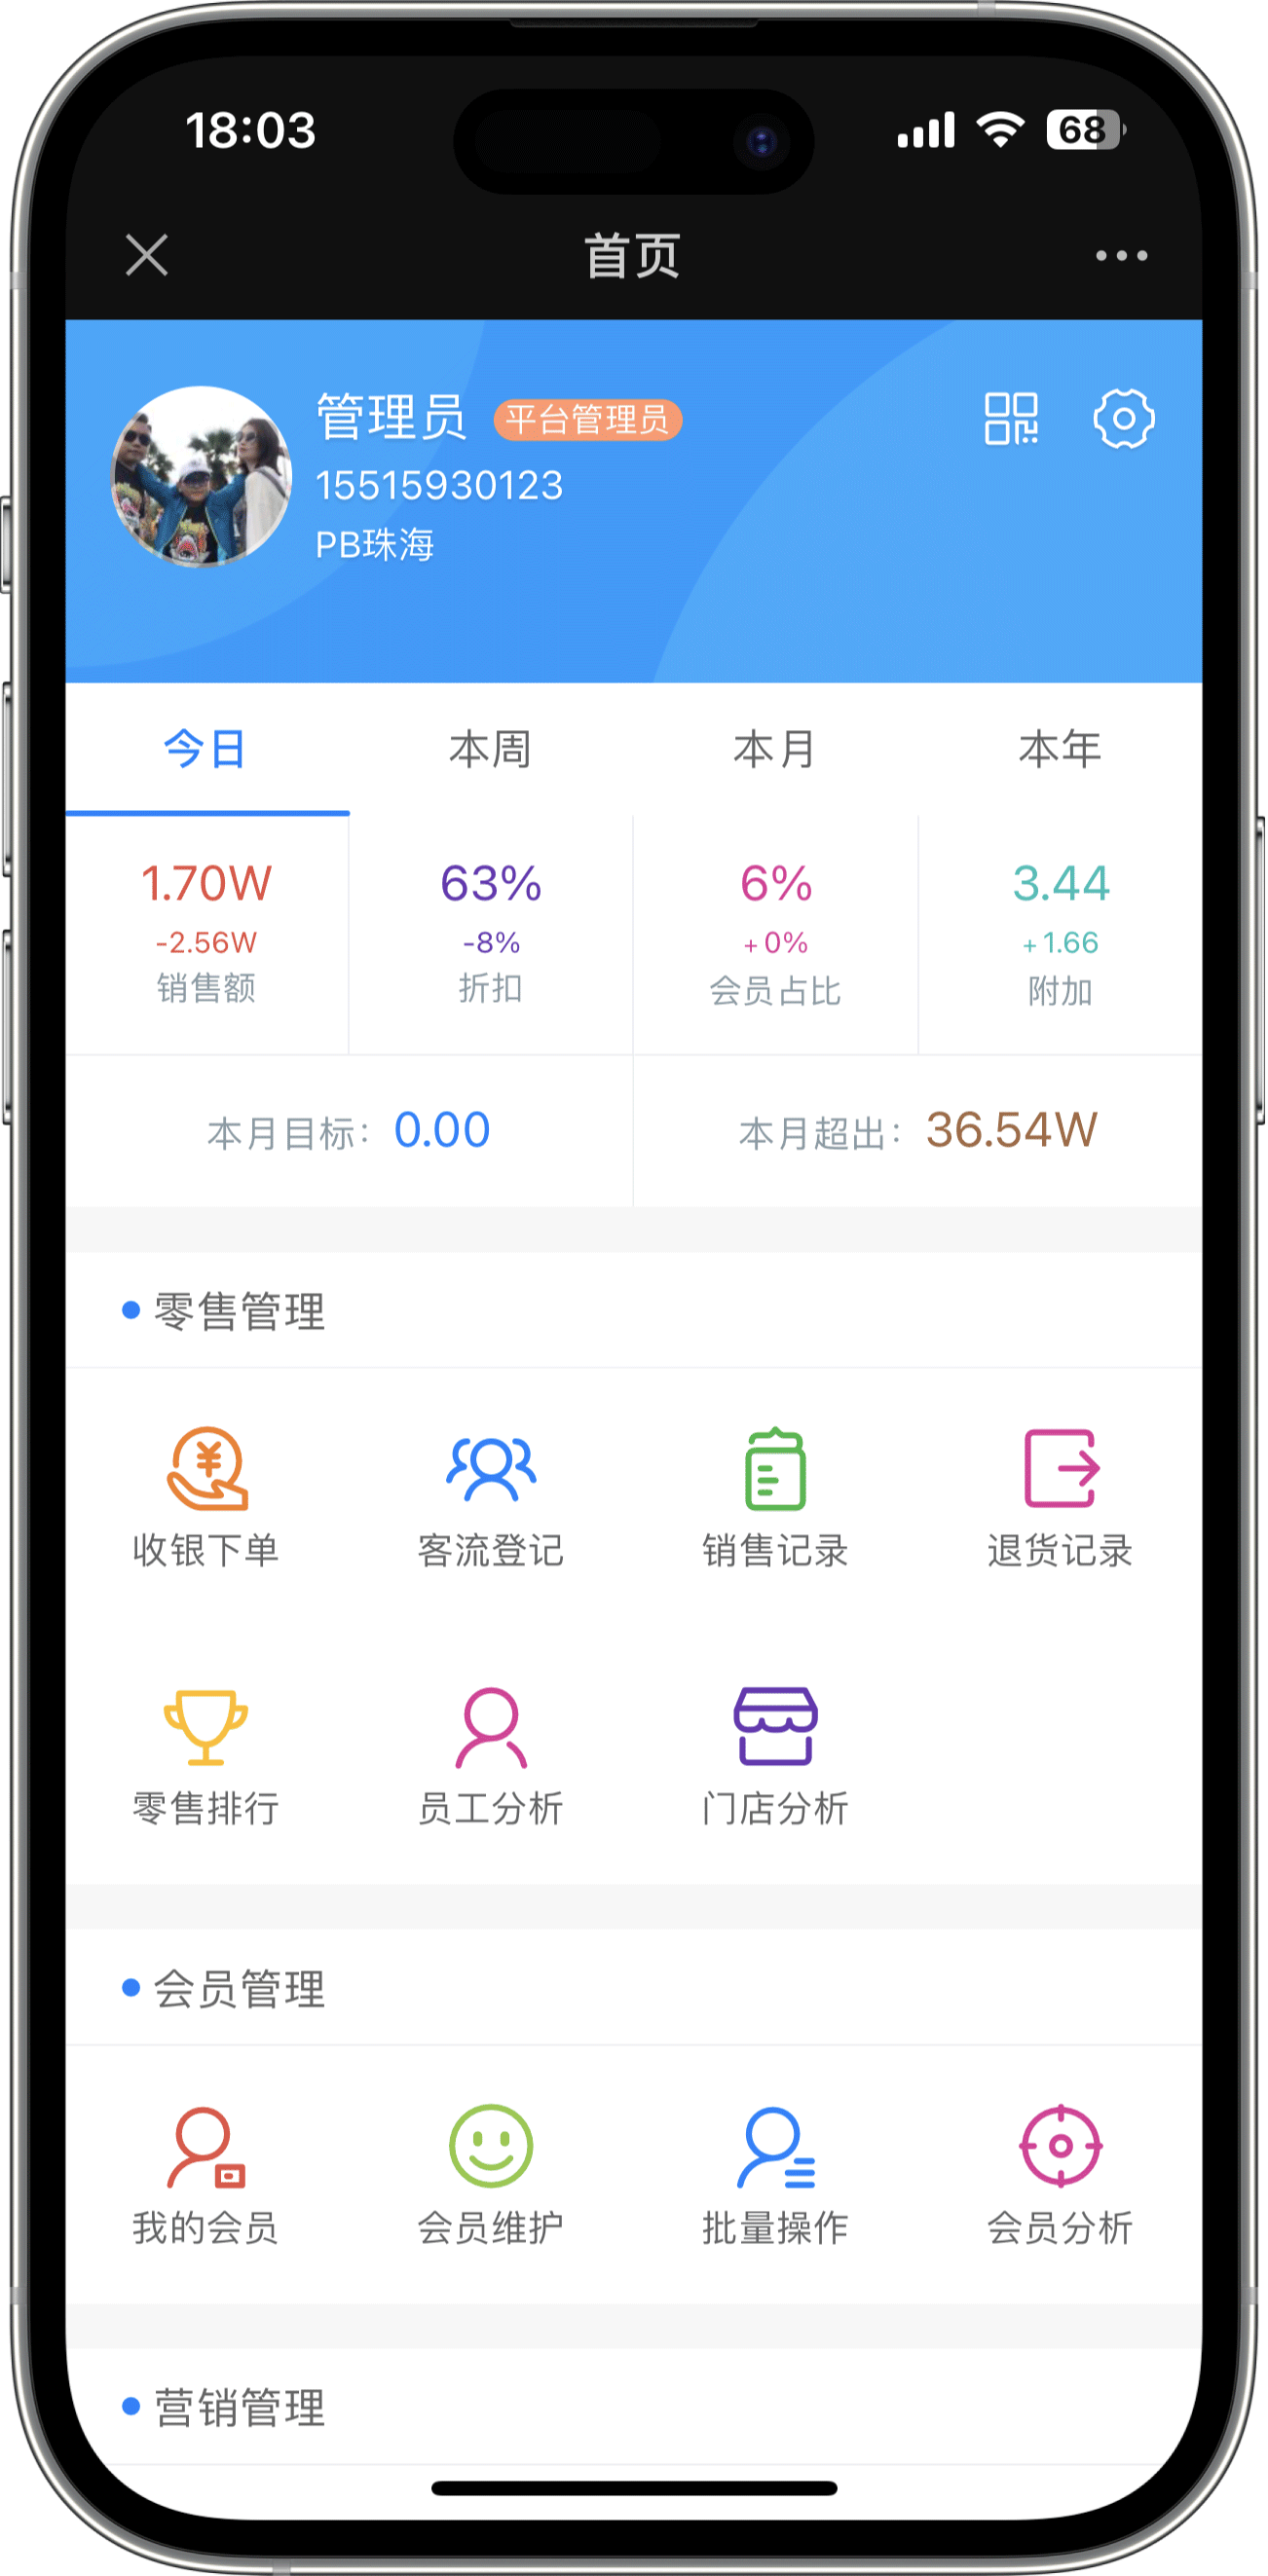 18:03
68
首页
管理员 平台管理员
15515930123
PB珠海
今日 本周 本月 本年
1.70W 63% 6% 3.44
-2.56W -8% +0% +1.66
销售额 折扣 会员占比 附加
本月目标: 0.00 本月超出: 36.54W
零售管理
收银下单 客流登记 销售记录 退货记录
零售排行 员工分析 门店分析
会员管理
我的会员 会员维护 批量操作 会员分析
营销管理